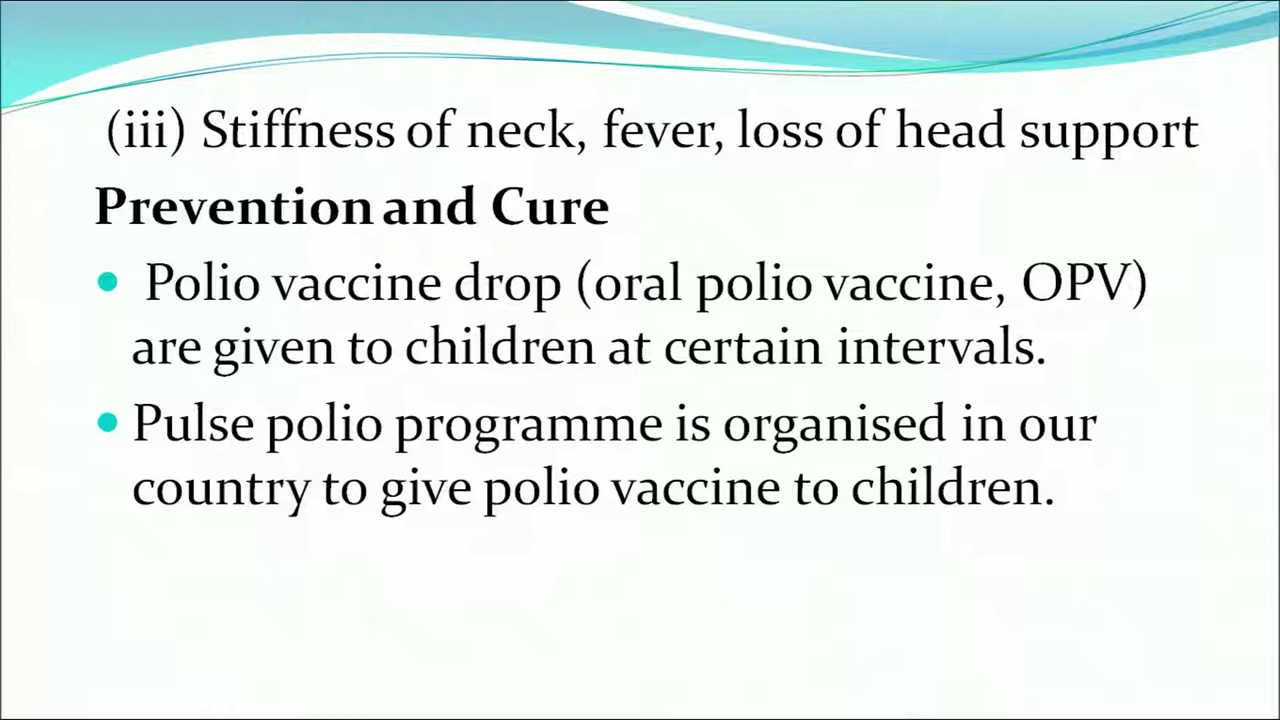 (iii) Stiffness of neck, fever, loss of head support
Prevention and Cure
• Polio vaccine drop (oral polio vaccine, OPV)
are given to children at certain intervals.
• Pulse polio programme is organised in our
country to give polio vaccine to children.